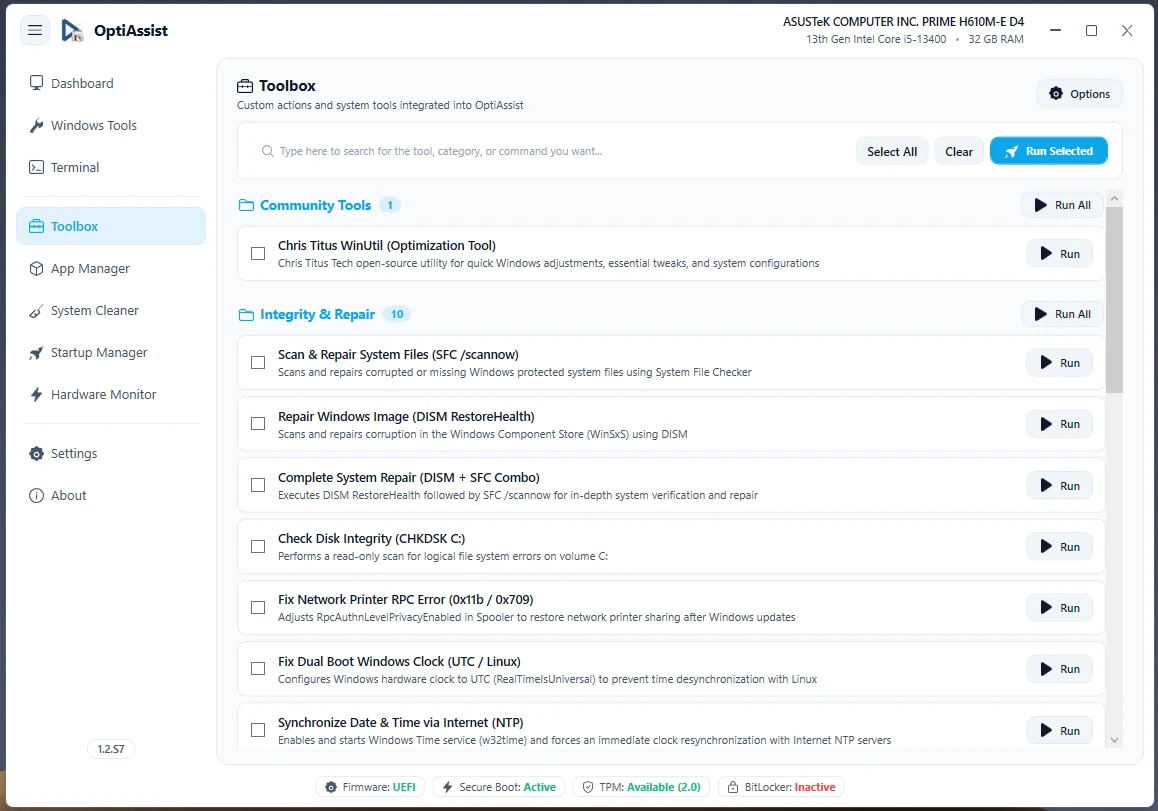 OptiAssist
ASUSTeK COMPUTER INC. PRIME H610M-E D4
13th Gen Intel Core i5-13400 • 32 GB RAM
Dashboard
Windows Tools
Terminal
Toolbox
App Manager
System Cleaner
Startup Manager
Hardware Monitor
Settings
About
1.2.S7
Toolbox
Custom actions and system tools integrated into OptiAssist
Options
Type here to search for the tool, category, or command you want...
Select All
Clear
Run Selected
Community Tools 1
Run All
Chris Titus WinUtil (Optimization Tool)
Chris Titus Tech open-source utility for quick Windows adjustments, essential tweaks, and system configurations
Run
Integrity & Repair 10
Run All
Scan & Repair System Files (SFC /scannow)
Scans and repairs corrupted or missing Windows protected system files using System File Checker
Run
Repair Windows Image (DISM RestoreHealth)
Scans and repairs corruption in the Windows Component Store (WinSxS) using DISM
Run
Complete System Repair (DISM + SFC Combo)
Executes DISM RestoreHealth followed by SFC /scannow for in-depth system verification and repair
Run
Check Disk Integrity (CHKDSK C:)
Performs a read-only scan for logical file system errors on volume C:
Run
Fix Network Printer RPC Error (0x11b / 0x709)
Adjusts RpcAuthnLevelPrivacyEnabled in Spooler to restore network printer sharing after Windows updates
Run
Fix Dual Boot Windows Clock (UTC / Linux)
Configures Windows hardware clock to UTC (RealTimeIsUniversal) to prevent time desynchronization with Linux
Run
Synchronize Date & Time via Internet (NTP)
Enables and starts Windows Time service (w32time) and forces an immediate clock resynchronization with Internet NTP servers
Run
Firmware: UEFI
Secure Boot: Active
TPM: Available (2.0)
BitLocker: Inactive